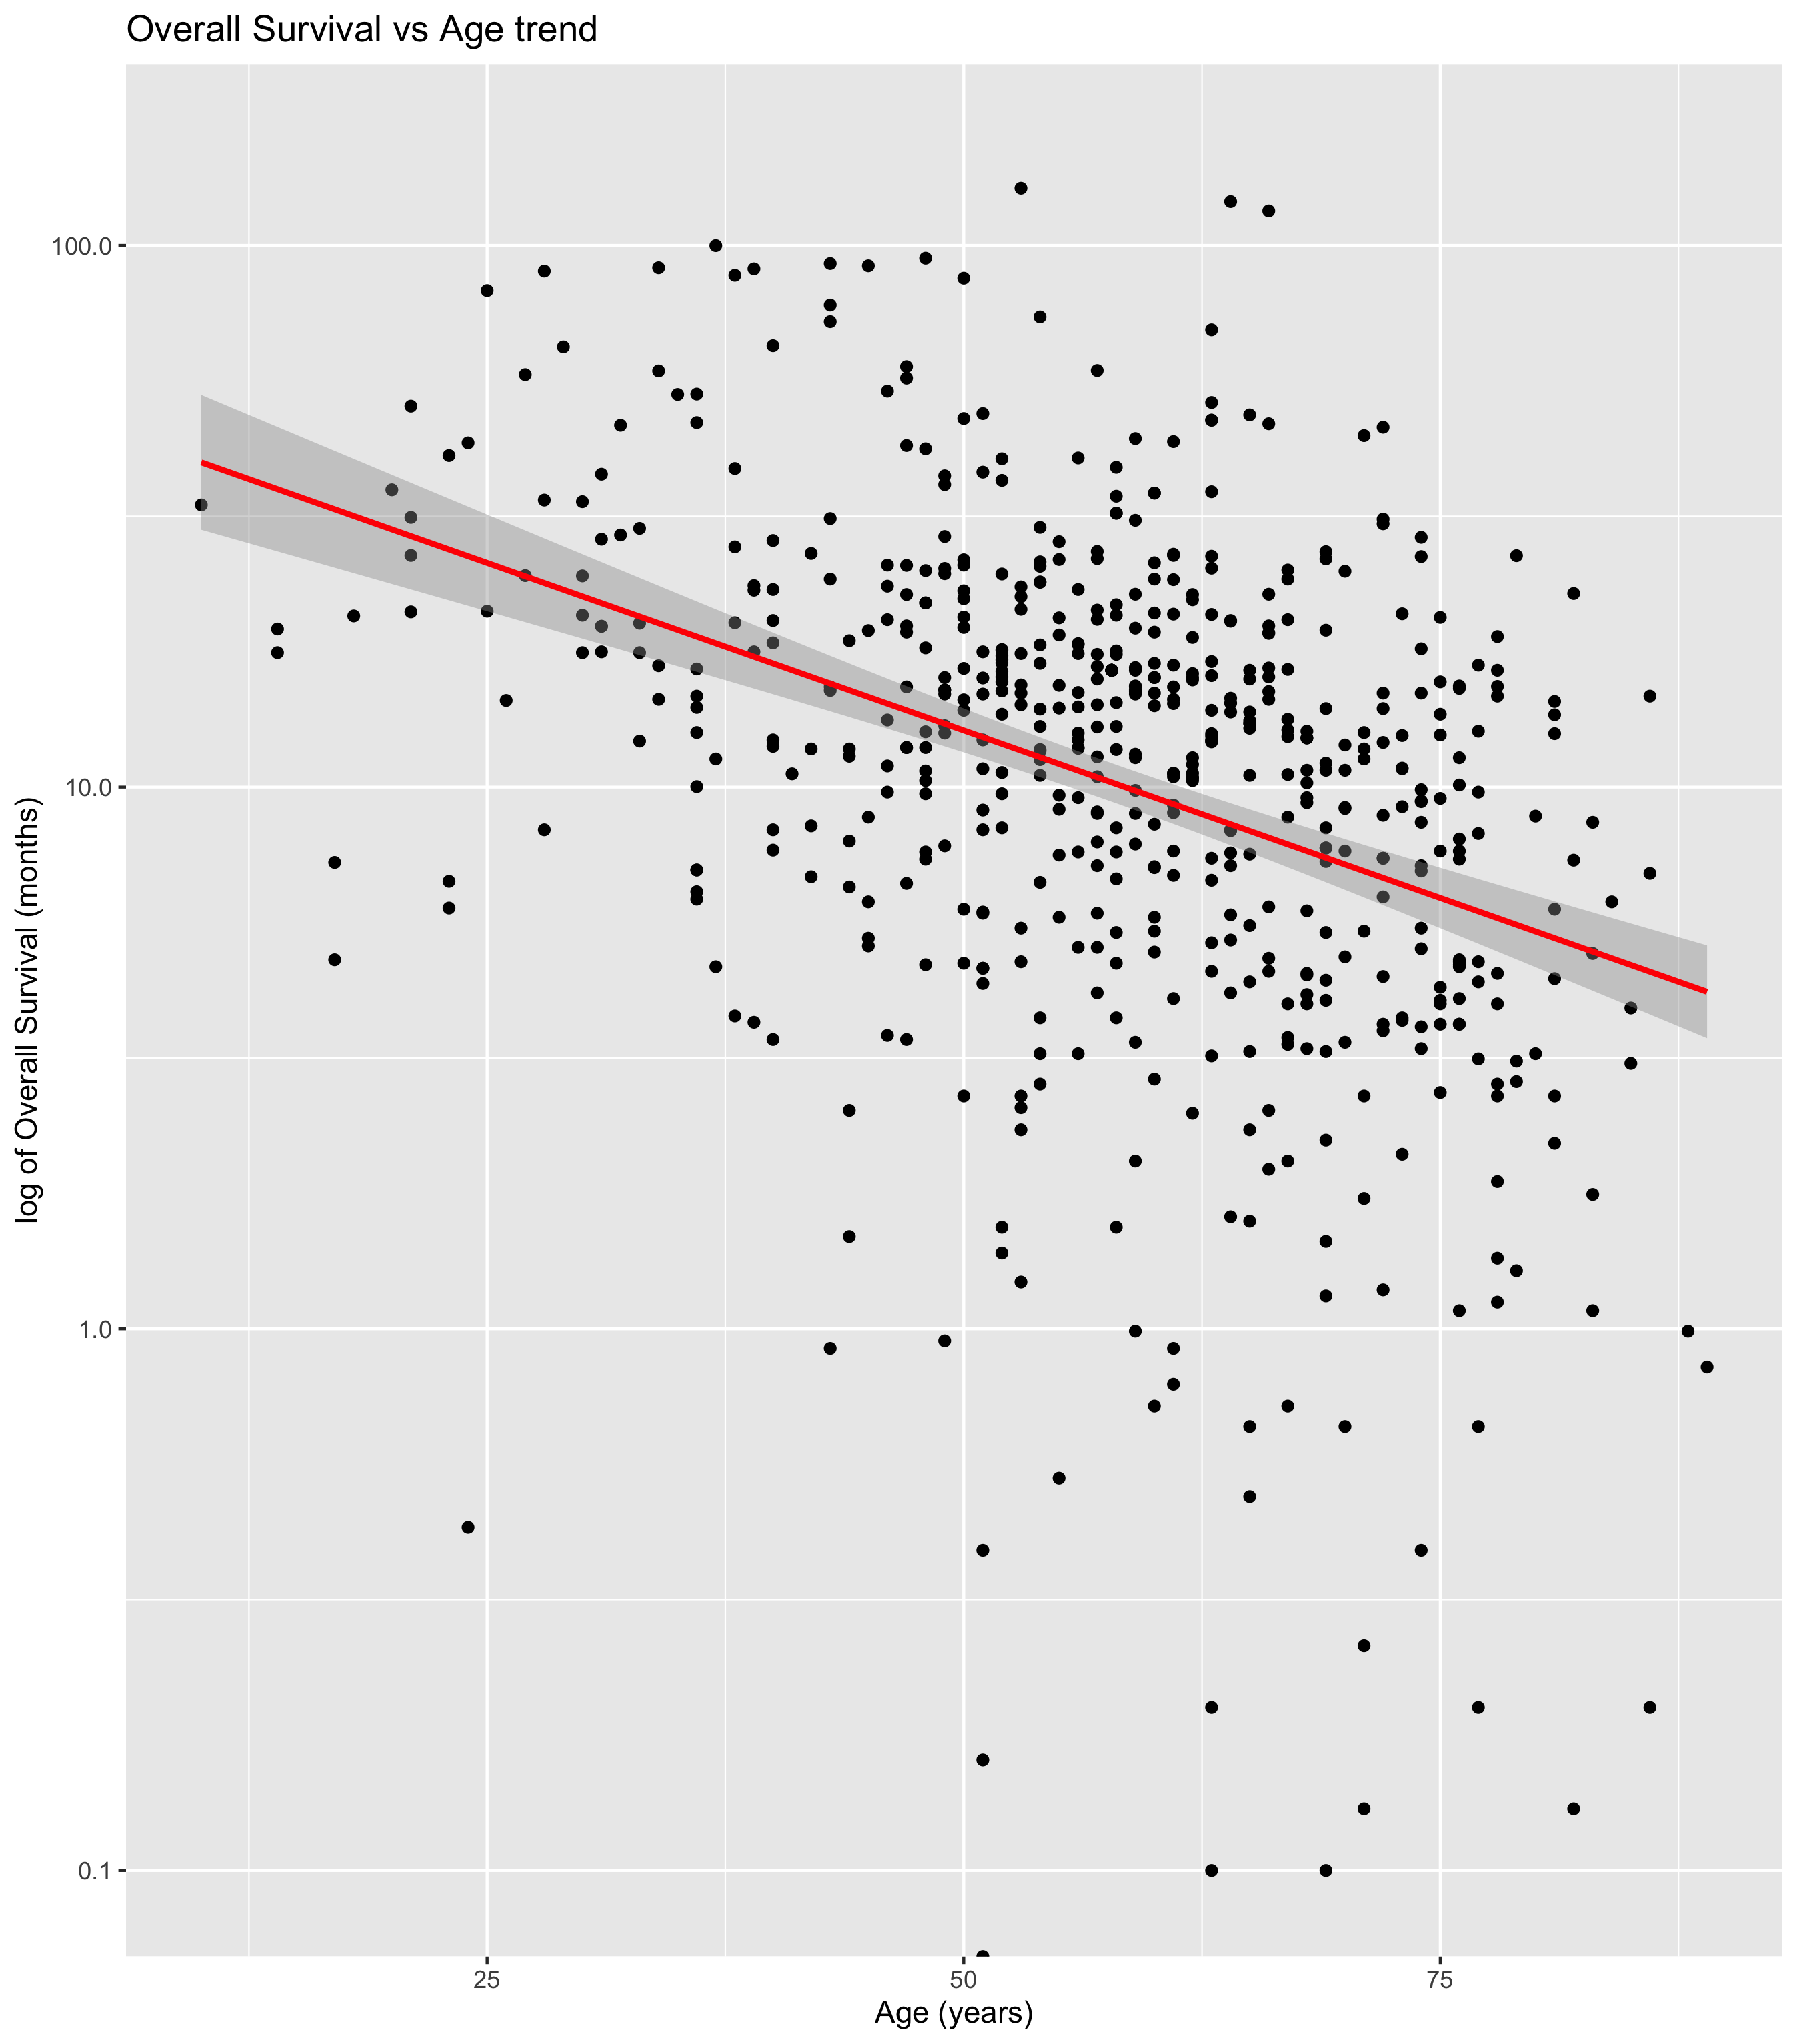 Overall Survival vs Age trend
log of Overall Survival (months)
100.0
10.0
1.0
0.1
25
50
75
Age (years)